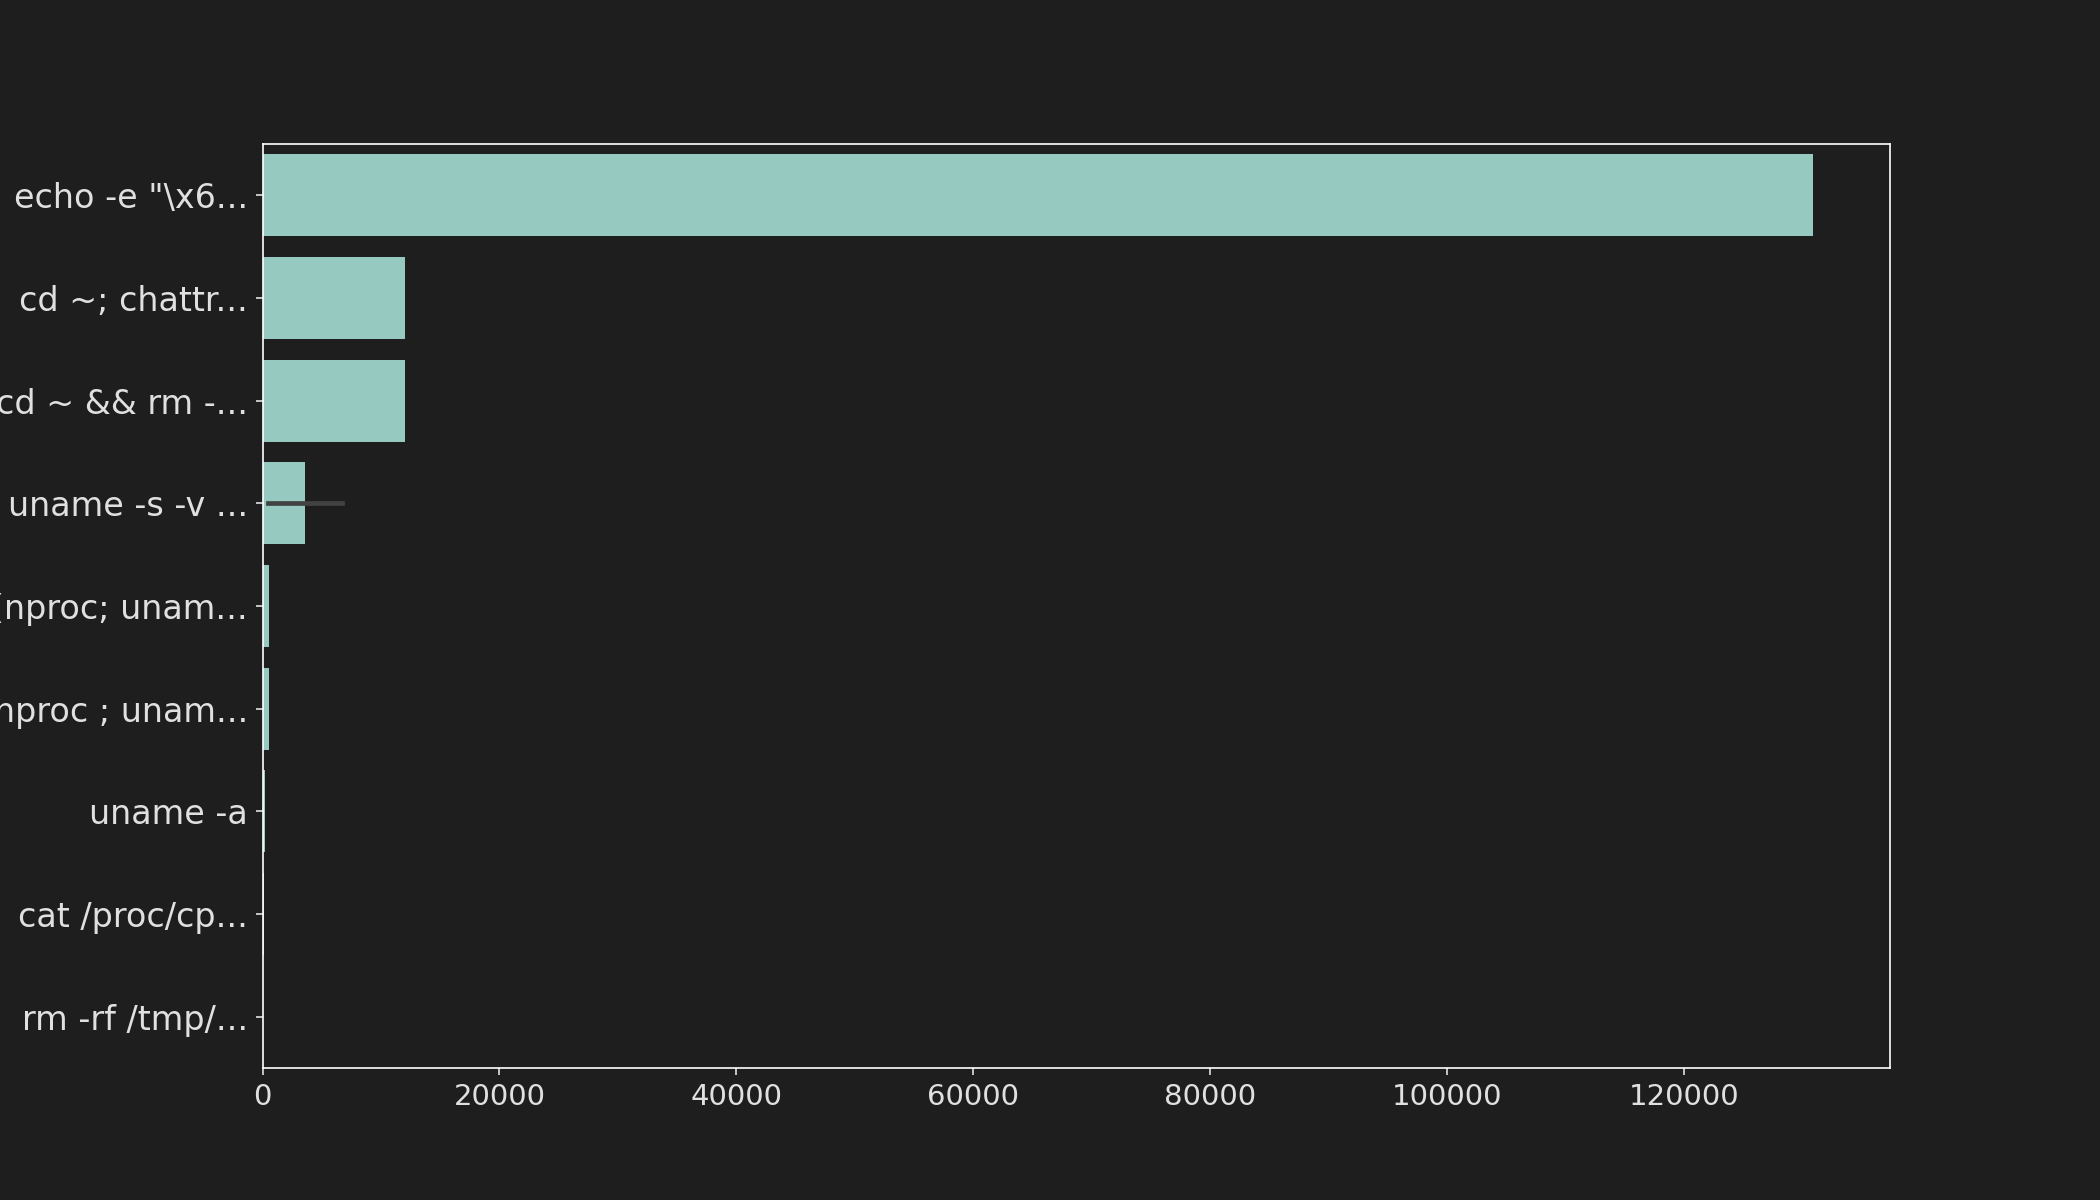 echo -e "\x6...
cd ~; chattr...
cd ~ && rm -...
uname -s -v ...
(nproc; unam...
nproc ; unam...
uname -a
cat /proc/cp...
rm -rf /tmp/...
0 20000 40000 60000 80000 100000 120000